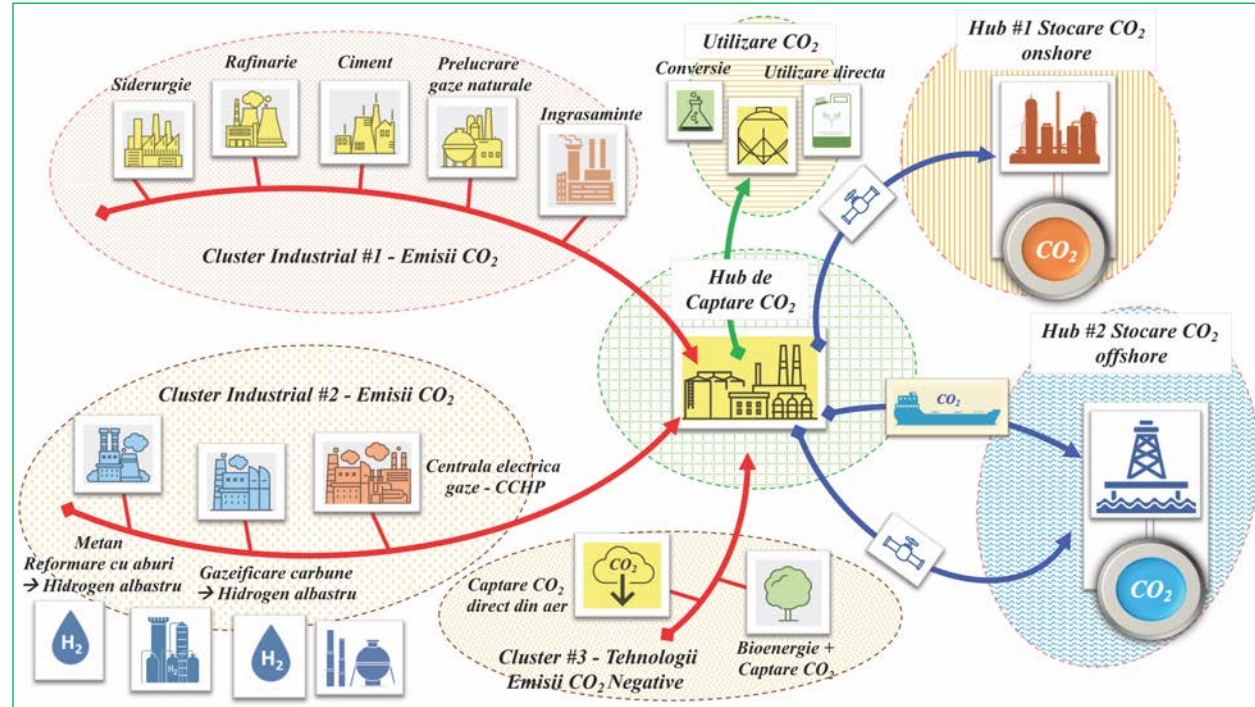 Siderurgie
Rafinarie
Ciment
Prelucrare
gaze naturale
Ingrasaminte
Cluster Industrial #1 - Emisii CO₂
Utilizare CO₂
Conversie
Utilizare directa
Hub #1 Stocare CO₂
onshore
CO₂
Hub de
Captare CO₂
Hub #2 Stocare CO₂
offshore
CO₂
CO₂
Cluster Industrial #2 - Emisii CO₂
Centrala electrica
gaze - CCHP
Metan
Reformare cu aburi
→ Hidrogen albastru
Gazeificare carbune
→ Hidrogen albastru
H₂
H₂
H₂
CO₂
Captare CO₂
direct din aer
Bioenergie +
Captare CO₂
Cluster #3 - Tehnologii
Emisii CO₂ Negative